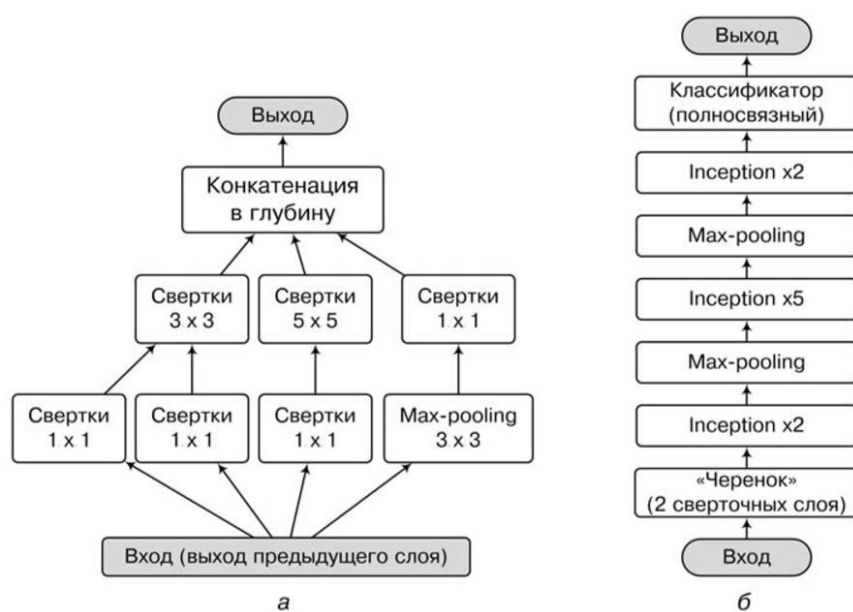 Выход
Конкатенация
в глубину
Свертки
3 x 3
Свертки
5 x 5
Свертки
1 x 1
Свертки
1 x 1
Свертки
1 x 1
Свертки
1 x 1
Max-pooling
3 x 3
Вход (выход предыдущего слоя)
а
Выход
Классификатор
(полносвязный)
Inception x2
Max-pooling
Inception x5
Max-pooling
Inception x2
«Черенок»
(2 сверточных слоя)
Вход
б